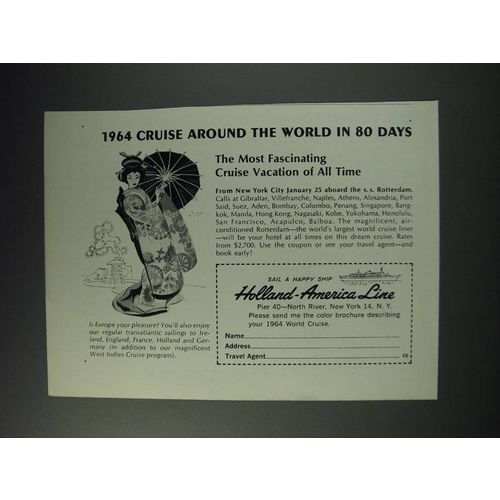 1964 CRUISE AROUND THE WORLD IN 80 DAYS
The Most Fascinating
Cruise Vacation of All Time
From New York City January 25 aboard the s.s. Rotterdam.
Calls at Gibraltar, Villefranche, Naples, Athens, Alexandria, Port
Said, Suez, Aden, Bombay, Colombo, Penang, Singapore, Bang-
kok, Manila, Hong Kong, Nagasaki, Kobe, Yokohama, Honolulu,
San Francisco, Acapulco, Balboa. The magnificent, air-
conditioned Rotterdam—the world's largest world cruise liner
—will be your hotel at all times on this dream cruise. Rates
from $2,700. Use the coupon or see your travel agent—and
book early!
Is Europe your pleasure? You'll also enjoy
our regular transatlantic sailings to Ire-
land, England, France, Holland and Ger-
many (in addition to our magnificent
West Indies Cruise program).
SAIL A HAPPY SHIP
Holland-America Line
Pier 40—North River, New York 14, N. Y.
Please send me the color brochure describing
your 1964 World Cruise.
Name
Address
Travel Agent 48